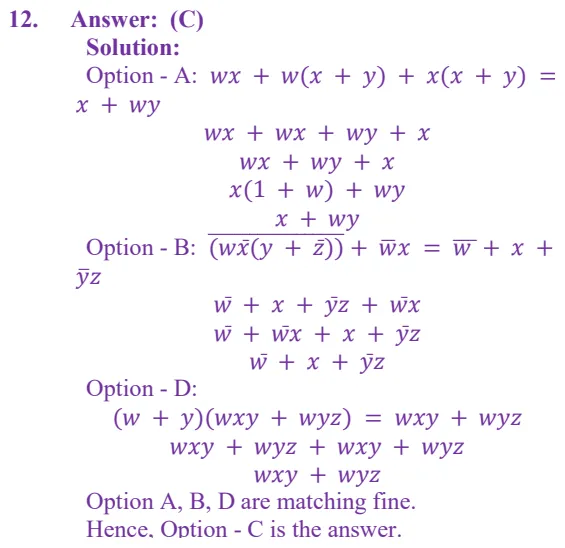 12. Answer: (C)
Solution:
Option - A: wx + w(x + y) + x(x + y) =
x + wy
wx + wx + wy + x
wx + wy + x
x(1 + w) + wy
x + wy
Option - B: \overline{(wx̄(y + z̄))} + w̄x = w̄ + x +
ȳz
w̄ + x + ȳz + w̄x
w̄ + w̄x + x + ȳz
w̄ + x + ȳz
Option - D:
(w + y)(wxy + wyz) = wxy + wyz
wxy + wyz + wxy + wyz
wxy + wyz
Option A, B, D are matching fine.
Hence, Option - C is the answer.